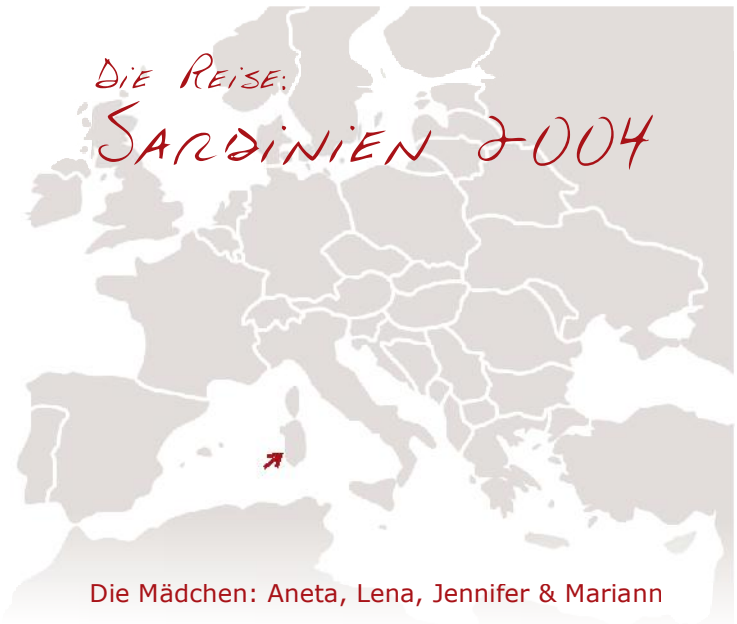 Die Reise:
Sardinien 2004
Die Mädchen: Aneta, Lena, Jennifer & Mariann